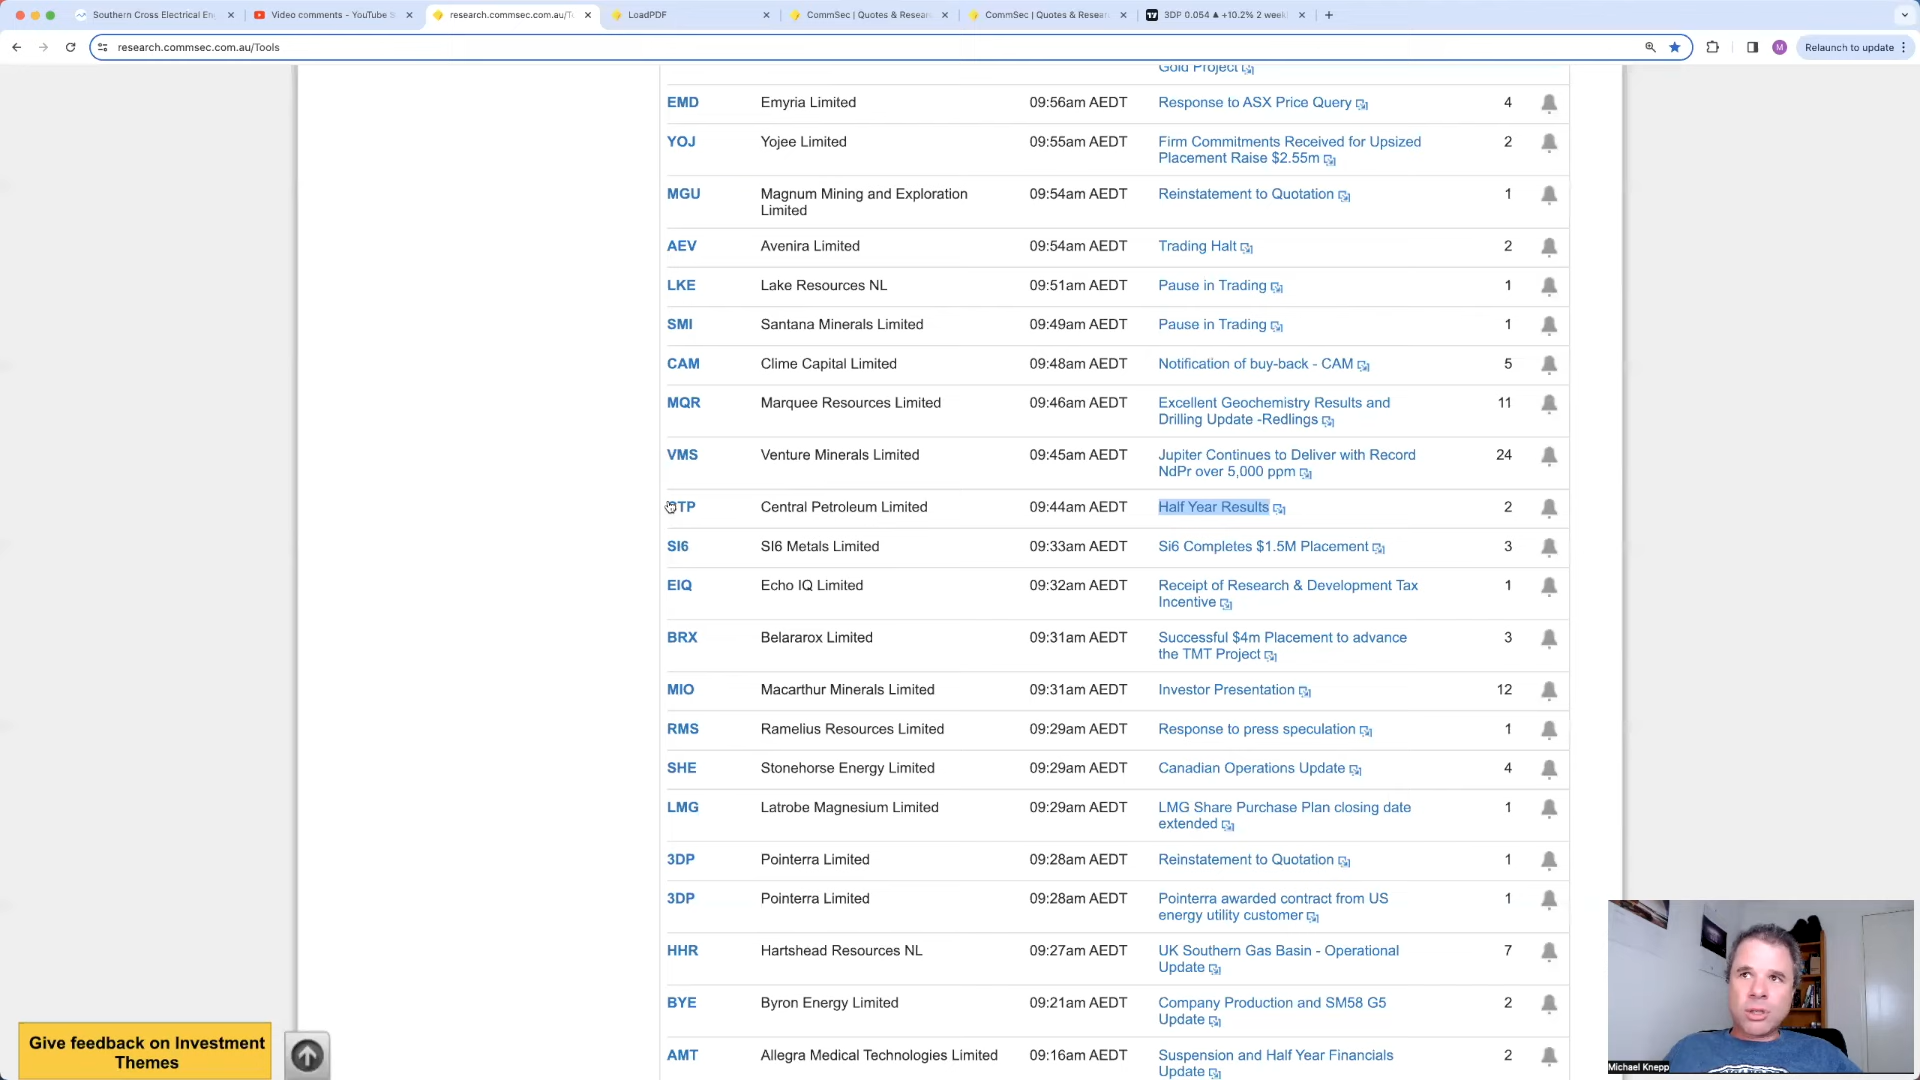 Southern Cross Electrical En
Video comments - YouTube S
research.commsec.com.au/To
LoadPDF
CommSec | Quotes & Resear
CommSec | Quotes & Resear
3DP 0.054 ▲ +10.2% 2 week
research.commsec.com.au/Tools
M
Relaunch to update
Gold Project
EMD Emyria Limited 09:56am AEDT Response to ASX Price Query 4
YOJ Yojee Limited 09:55am AEDT Firm Commitments Received for Upsized 2
Placement Raise $2.55m
MGU Magnum Mining and Exploration 09:54am AEDT Reinstatement to Quotation 1
Limited
AEV Avenira Limited 09:54am AEDT Trading Halt 2
LKE Lake Resources NL 09:51am AEDT Pause in Trading 1
SMI Santana Minerals Limited 09:49am AEDT Pause in Trading 1
CAM Clime Capital Limited 09:48am AEDT Notification of buy-back - CAM 5
MQR Marquee Resources Limited 09:46am AEDT Excellent Geochemistry Results and 11
Drilling Update -Redlings
VMS Venture Minerals Limited 09:45am AEDT Jupiter Continues to Deliver with Record 24
NdPr over 5,000 ppm
CTP Central Petroleum Limited 09:44am AEDT Half Year Results 2
SI6 SI6 Metals Limited 09:33am AEDT Si6 Completes $1.5M Placement 3
EIQ Echo IQ Limited 09:32am AEDT Receipt of Research & Development Tax 1
Incentive
BRX Belararox Limited 09:31am AEDT Successful $4m Placement to advance 3
the TMT Project
MIO Macarthur Minerals Limited 09:31am AEDT Investor Presentation 12
RMS Ramelius Resources Limited 09:29am AEDT Response to press speculation 1
SHE Stonehorse Energy Limited 09:29am AEDT Canadian Operations Update 4
LMG Latrobe Magnesium Limited 09:29am AEDT LMG Share Purchase Plan closing date 1
extended
3DP Pointerra Limited 09:28am AEDT Reinstatement to Quotation 1
3DP Pointerra Limited 09:28am AEDT Pointerra awarded contract from US 1
energy utility customer
HHR Hartshead Resources NL 09:27am AEDT UK Southern Gas Basin - Operational 7
Update
BYE Byron Energy Limited 09:21am AEDT Company Production and SM58 G5 2
Update
AMT Allegra Medical Technologies Limited 09:16am AEDT Suspension and Half Year Financials 2
Update
Give feedback on Investment
Themes
Michael Knepp